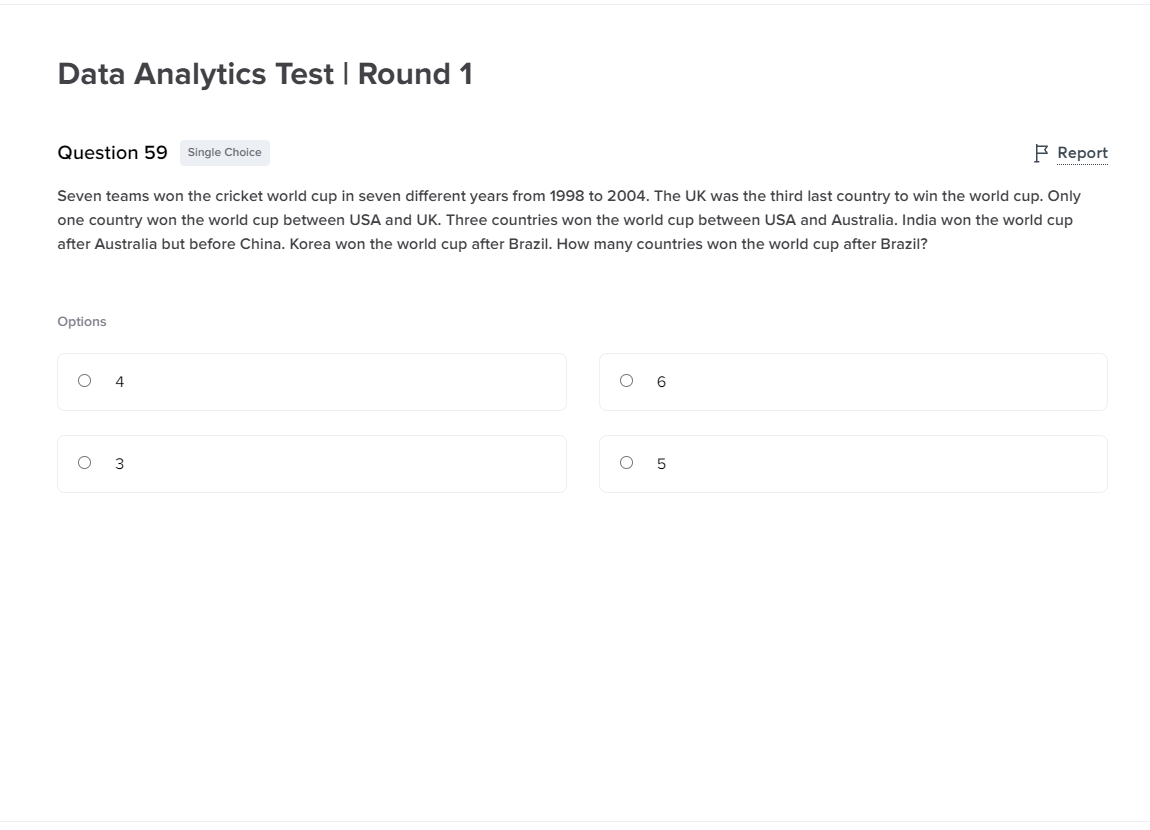 Data Analytics Test | Round 1
Question 59 Single Choice Report
Seven teams won the cricket world cup in seven different years from 1998 to 2004. The UK was the third last country to win the world cup. Only
one country won the world cup between USA and UK. Three countries won the world cup between USA and Australia. India won the world cup
after Australia but before China. Korea won the world cup after Brazil. How many countries won the world cup after Brazil?
Options
4 6
3 5